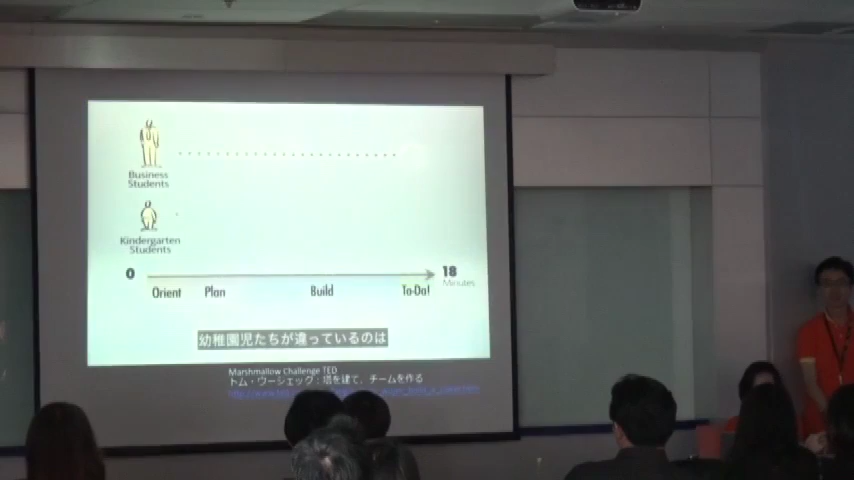 Business
Students
Kindergarten
Students
0
18
Minutes
Orient
Plan
Build
Ta-Da!
幼稚園児たちが違っているのは
Marshmallow Challenge TED
トム・ウージェック：塔を建て、チームを作る